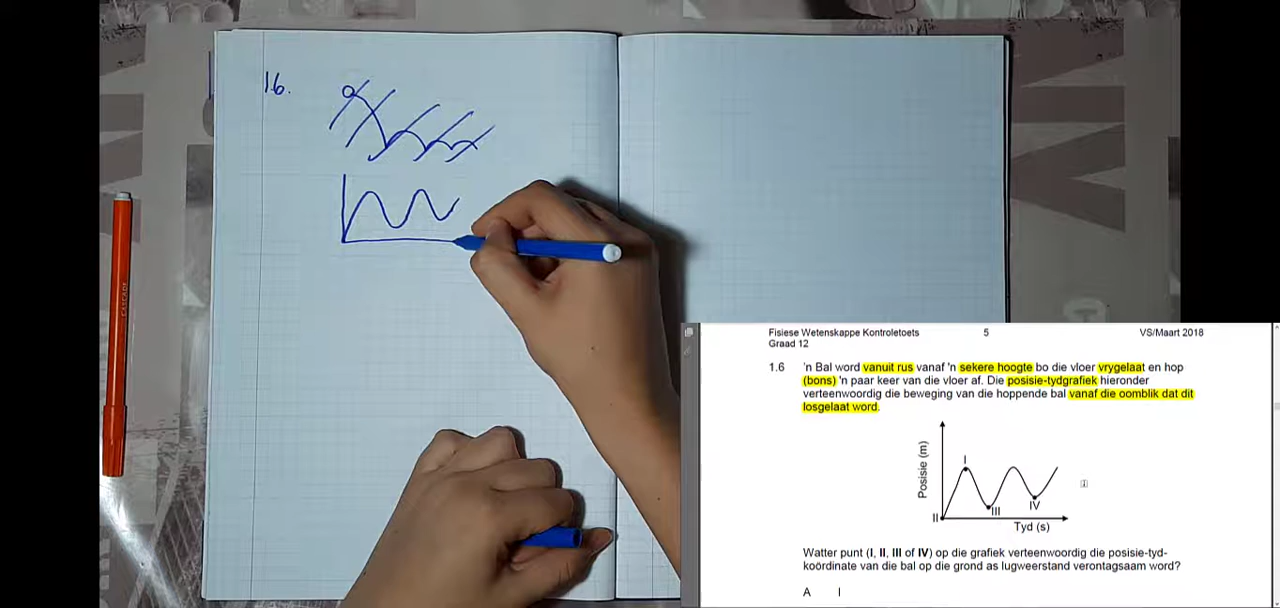 1.6.
CASCADE
Fisiese Wetenskappe Kontroletoets 5 VS/Maart 2018
Graad 12
1.6 'n Bal word vanuit rus vanaf 'n sekere hoogte bo die vloer vrygelaat en hop
(bons) 'n paar keer van die vloer af. Die posisie-tydgrafiek hieronder
verteenwoordig die beweging van die hoppende bal vanaf die oomblik dat dit
losgelaat word.
Posisie (m)
I
II
III
IV
Tyd (s)
Watter punt (I, II, III of IV) op die grafiek verteenwoordig die posisie-tyd-
koördinate van die bal op die grond as lugweerstand verontagsaam word?
A I